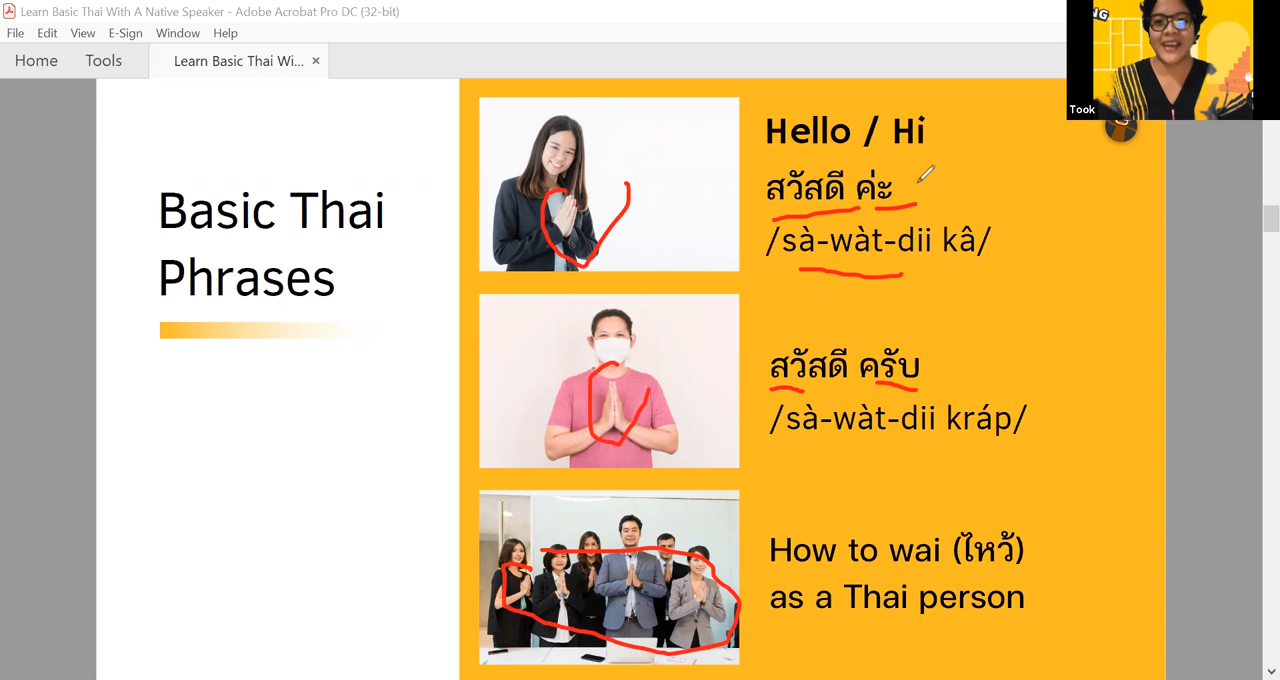 Learn Basic Thai With A Native Speaker - Adobe Acrobat Pro DC (32-bit)
File Edit View E-Sign Window Help
Home Tools Learn Basic Thai Wi... ×
NG
Took
Basic Thai
Phrases
Hello / Hi
สวัสดี ค่ะ
/sà-wàt-dii kâ/
สวัสดี ครับ
/sà-wàt-dii kráp/
How to wai (ไหว้)
as a Thai person